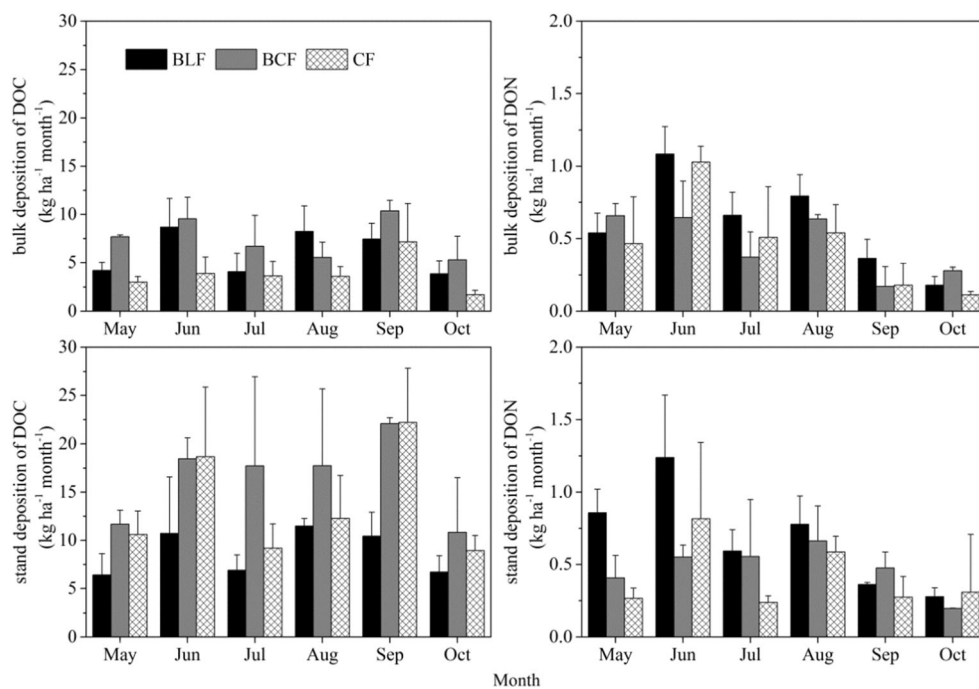 bulk deposition of DOC
(kg ha⁻¹ month⁻¹)
30
25
20
15
10
5
0
BLF BCF CF
May Jun Jul Aug Sep Oct
bulk deposition of DON
(kg ha⁻¹ month⁻¹)
2.0
1.5
1.0
0.5
0.0
May Jun Jul Aug Sep Oct
stand deposition of DOC
(kg ha⁻¹ month⁻¹)
30
25
20
15
10
5
0
May Jun Jul Aug Sep Oct
stand deposition of DON
(kg ha⁻¹ month⁻¹)
2.0
1.5
1.0
0.5
0.0
May Jun Jul Aug Sep Oct
Month